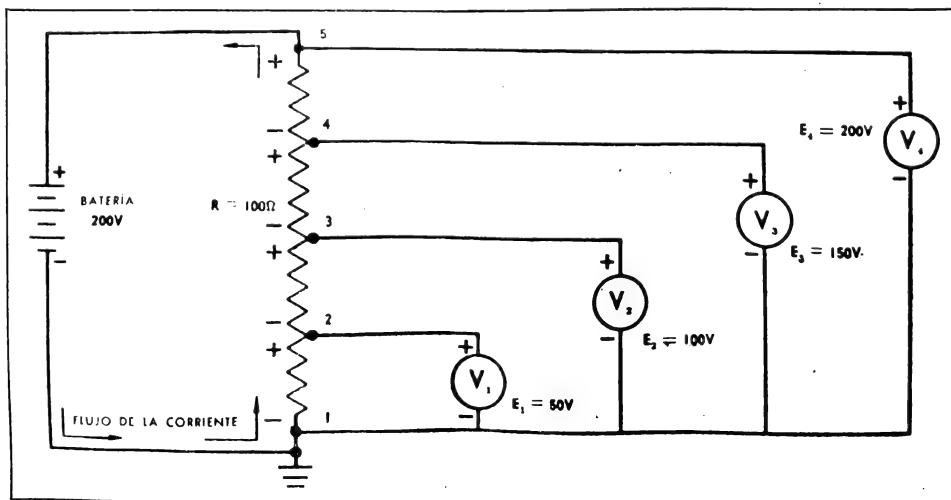 5
+
4
−
+
+
E₄ = 200V
V₄
−
+
BATERÍA
200V
−
R = 100Ω
−
3
+
+
V₃
−
E₃ = 150V
+
V₂
−
E₂ = 100V
−
2
+
+
V₁
−
E₁ = 50V
FLUJO DE LA CORRIENTE
−
1